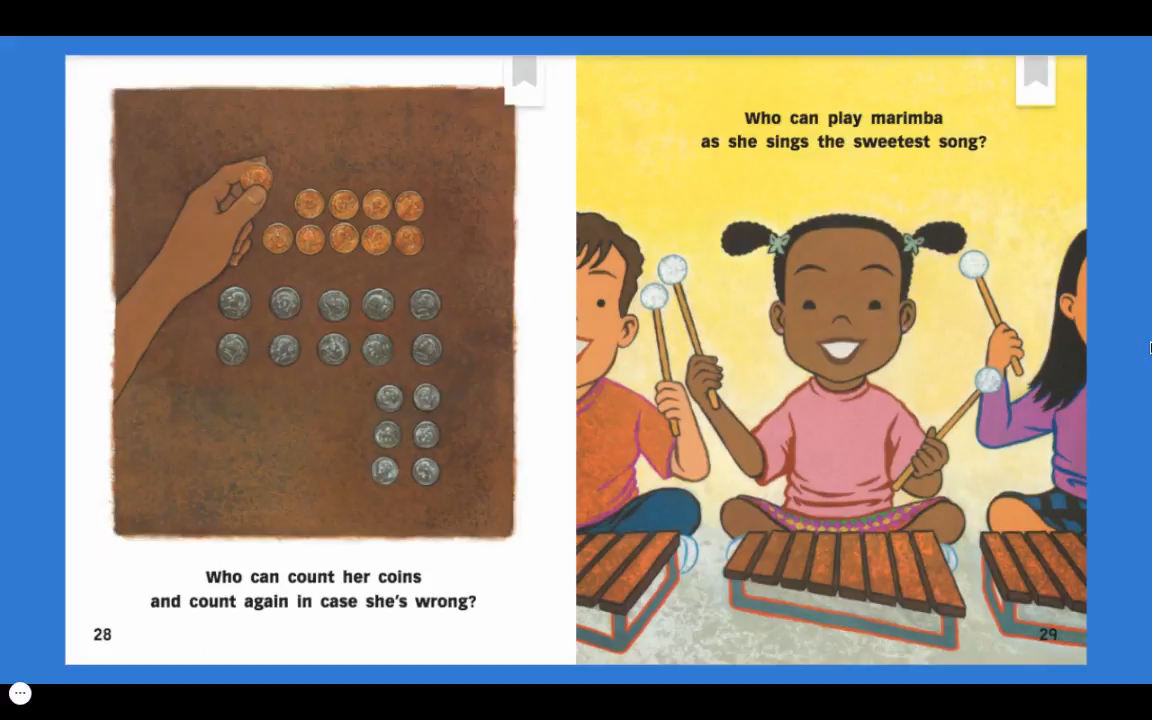 Who can count her coins
and count again in case she's wrong?
28
Who can play marimba
as she sings the sweetest song?
29